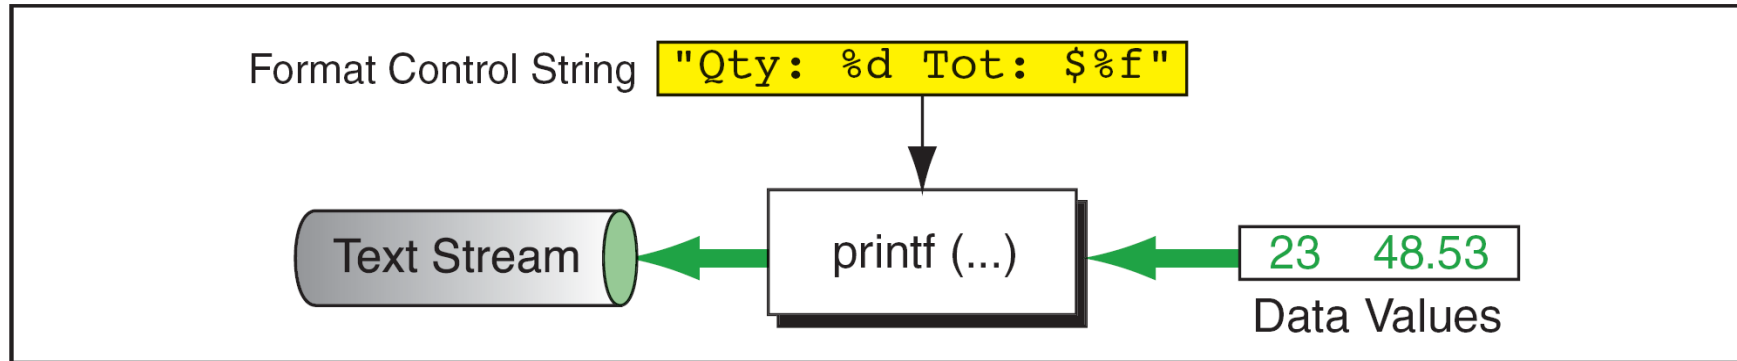 Format Control String "Qty: %d Tot: $%f"
Text Stream printf (...) 23 48.53
Data Values